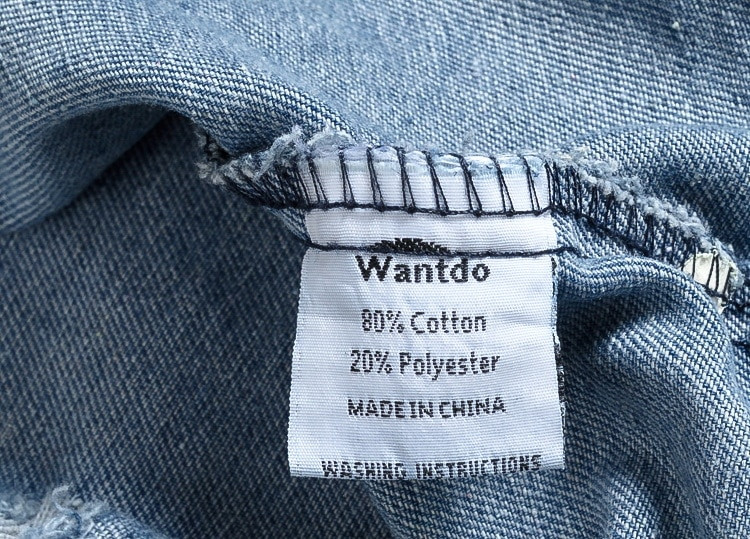 Wantdo
80% Cotton
20% Polyester
MADE IN CHINA
WASHING INSTRUCTIONS